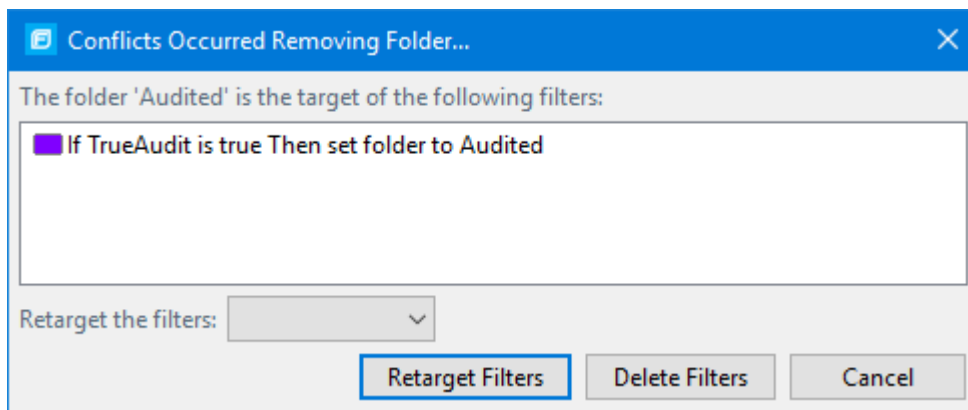 Conflicts Occurred Removing Folder...
The folder 'Audited' is the target of the following filters:
If TrueAudit is true Then set folder to Audited
Retarget the filters:
Retarget Filters Delete Filters Cancel